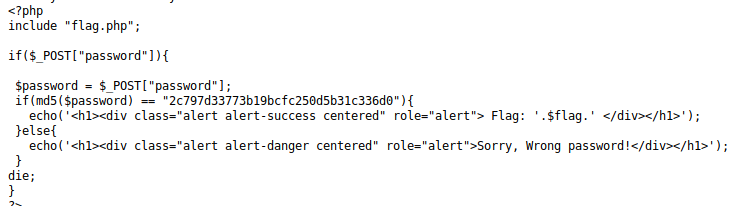 <?php
include "flag.php";
if($_POST["password"]){
$password = $_POST["password"];
if(md5($password) == "2c797d33773b19bcfc250d5b31c336d0"){
echo('<h1><div class="alert alert-success centered" role="alert"> Flag: '.$flag.' </div></h1>');
}else{
echo('<h1><div class="alert alert-danger centered" role="alert">Sorry, Wrong password!</div></h1>');
}
die;
}
?>